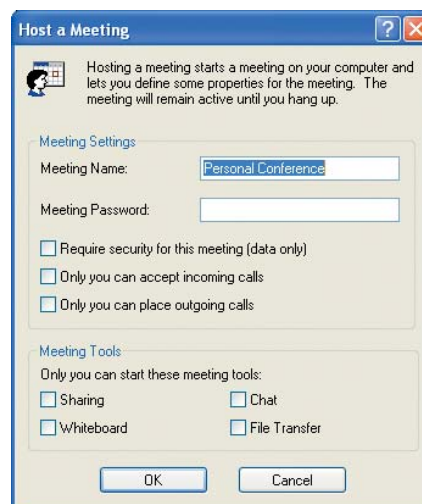 Host a Meeting
Hosting a meeting starts a meeting on your computer and
lets you define some properties for the meeting. The
meeting will remain active until you hang up.
Meeting Settings
Meeting Name: Personal Conference
Meeting Password:
Require security for this meeting (data only)
Only you can accept incoming calls
Only you can place outgoing calls
Meeting Tools
Only you can start these meeting tools:
Sharing Chat
Whiteboard File Transfer
OK Cancel